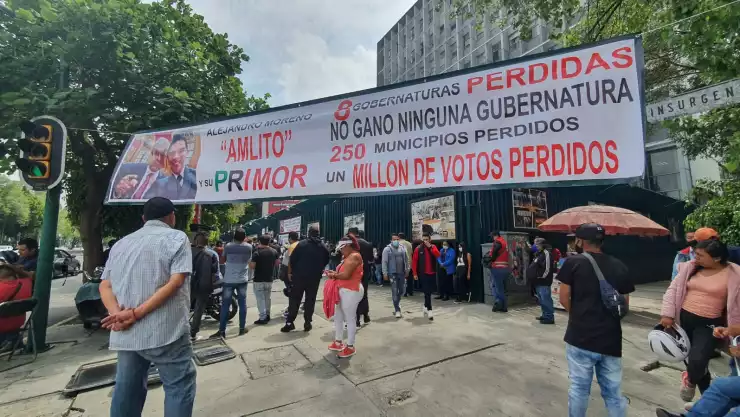 ALEJANDRO MORENO
"AMLITO"
Y SU PRIMOR
8 GOBERNATURAS PERDIDAS
NO GANO NINGUNA GUBERNATURA
250 MUNICIPIOS PERDIDOS
UN MILLON DE VOTOS PERDIDOS
INSURGEN